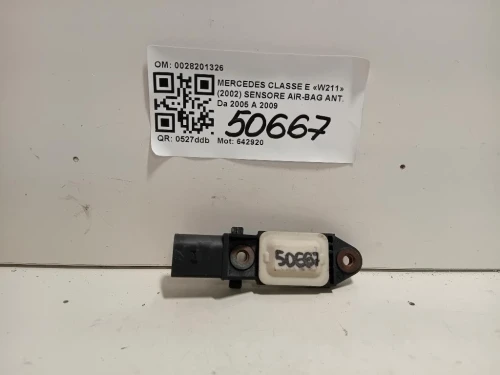 OM: 0028201326
MERCEDES CLASSE E «W211»
(2002) SENSORE AIR-BAG ANT.
Da 2005 A 2009
50667
QR: 0527ddb Mot: 642920
50667